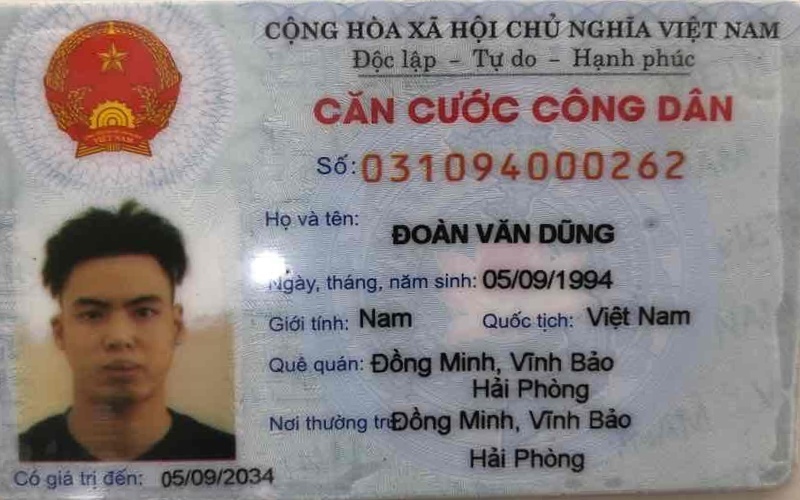 CỘNG HÒA XÃ HỘI CHỦ NGHĨA VIỆT NAM
Độc lập - Tự do - Hạnh phúc
CĂN CƯỚC CÔNG DÂN
Số: 031094000262
Họ và tên: ĐOÀN VĂN DŨNG
Ngày, tháng, năm sinh: 05/09/1994
Giới tính: Nam Quốc tịch: Việt Nam
Quê quán: Đồng Minh, Vĩnh Bảo
Hải Phòng
Nơi thường trú: Đồng Minh, Vĩnh Bảo
Hải Phòng
Có giá trị đến: 05/09/2034
VIỆT NAM